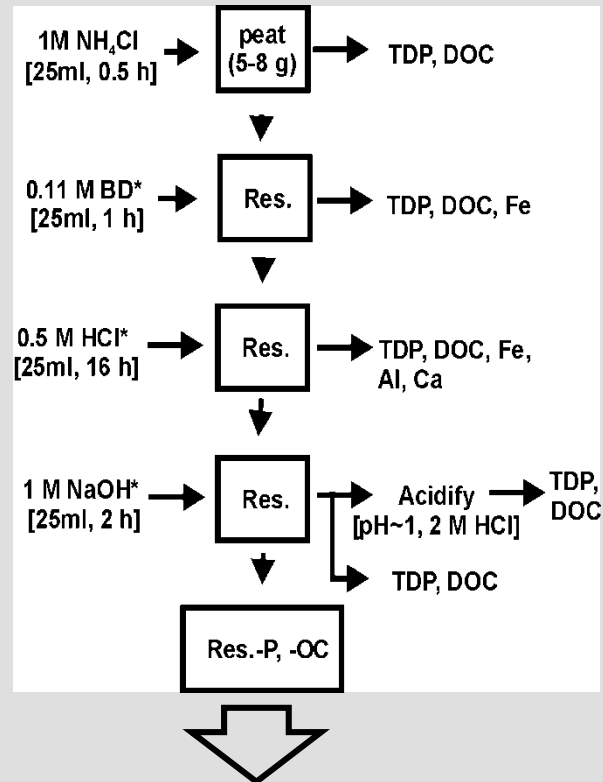 1M NH₄Cl
[25ml, 0.5 h]
peat
(5-8 g)
TDP, DOC
0.11 M BD*
[25ml, 1 h]
Res.
TDP, DOC, Fe
0.5 M HCl*
[25ml, 16 h]
Res.
TDP, DOC, Fe,
Al, Ca
1 M NaOH*
[25ml, 2 h]
Res.
Acidify
[pH~1, 2 M HCl]
TDP,
DOC
TDP, DOC
Res.-P, -OC